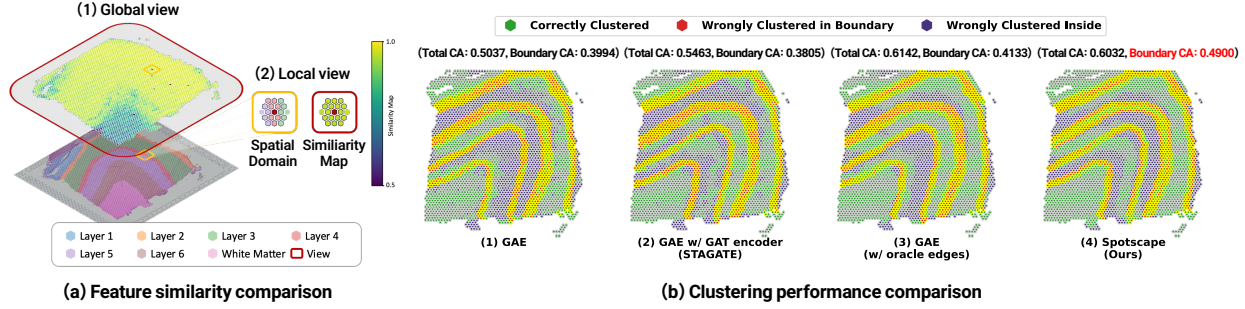 (1) Global view
(2) Local view
Spatial Domain
Similiarity Map
1.0
Similarity Map
0.5
Layer 1
Layer 2
Layer 3
Layer 4
Layer 5
Layer 6
White Matter
View
(a) Feature similarity comparison
Correctly Clustered
Wrongly Clustered in Boundary
Wrongly Clustered Inside
(Total CA: 0.5037, Boundary CA: 0.3994)
(Total CA: 0.5463, Boundary CA: 0.3805)
(Total CA: 0.6142, Boundary CA: 0.4133)
(Total CA: 0.6032, Boundary CA: 0.4900)
(1) GAE
(2) GAE w/ GAT encoder
(STAGATE)
(3) GAE
(w/ oracle edges)
(4) Spotscape
(Ours)
(b) Clustering performance comparison